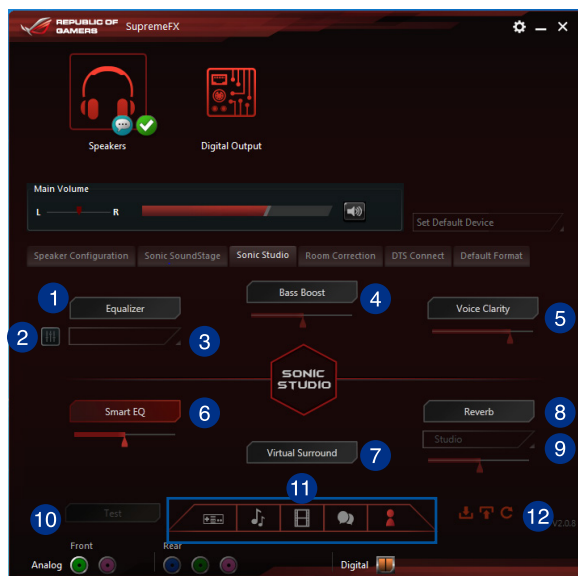 REPUBLIC OF
GAMERS
SupremeFX
Speakers
Digital Output
Main Volume
L
R
Set Default Device
Speaker Configuration
Sonic SoundStage
Sonic Studio
Room Correction
DTS Connect
Default Format
1
Equalizer
Bass Boost
4
Voice Clarity
5
2
3
SONIC
STUDIO
Smart EQ
6
Reverb
8
Virtual Surround
7
Studio
9
11
10
Test
12
V2.0.8
Front
Rear
Analog
Digital